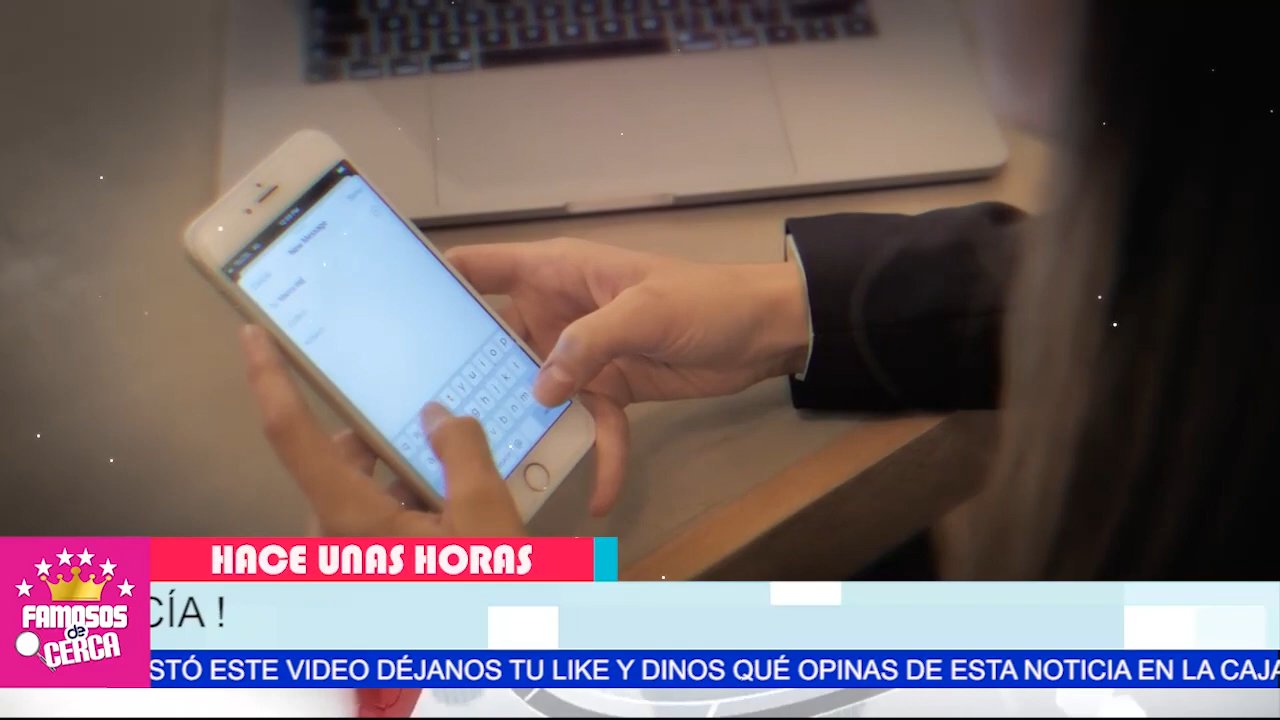 New Message
t y u i o p
g h j k l
v b n m
HACE UNAS HORAS
CÍA !
FAMOSOS
de
CERCA
STÓ ESTE VIDEO DÉJANOS TU LIKE Y DINOS QUÉ OPINAS DE ESTA NOTICIA EN LA CAJA